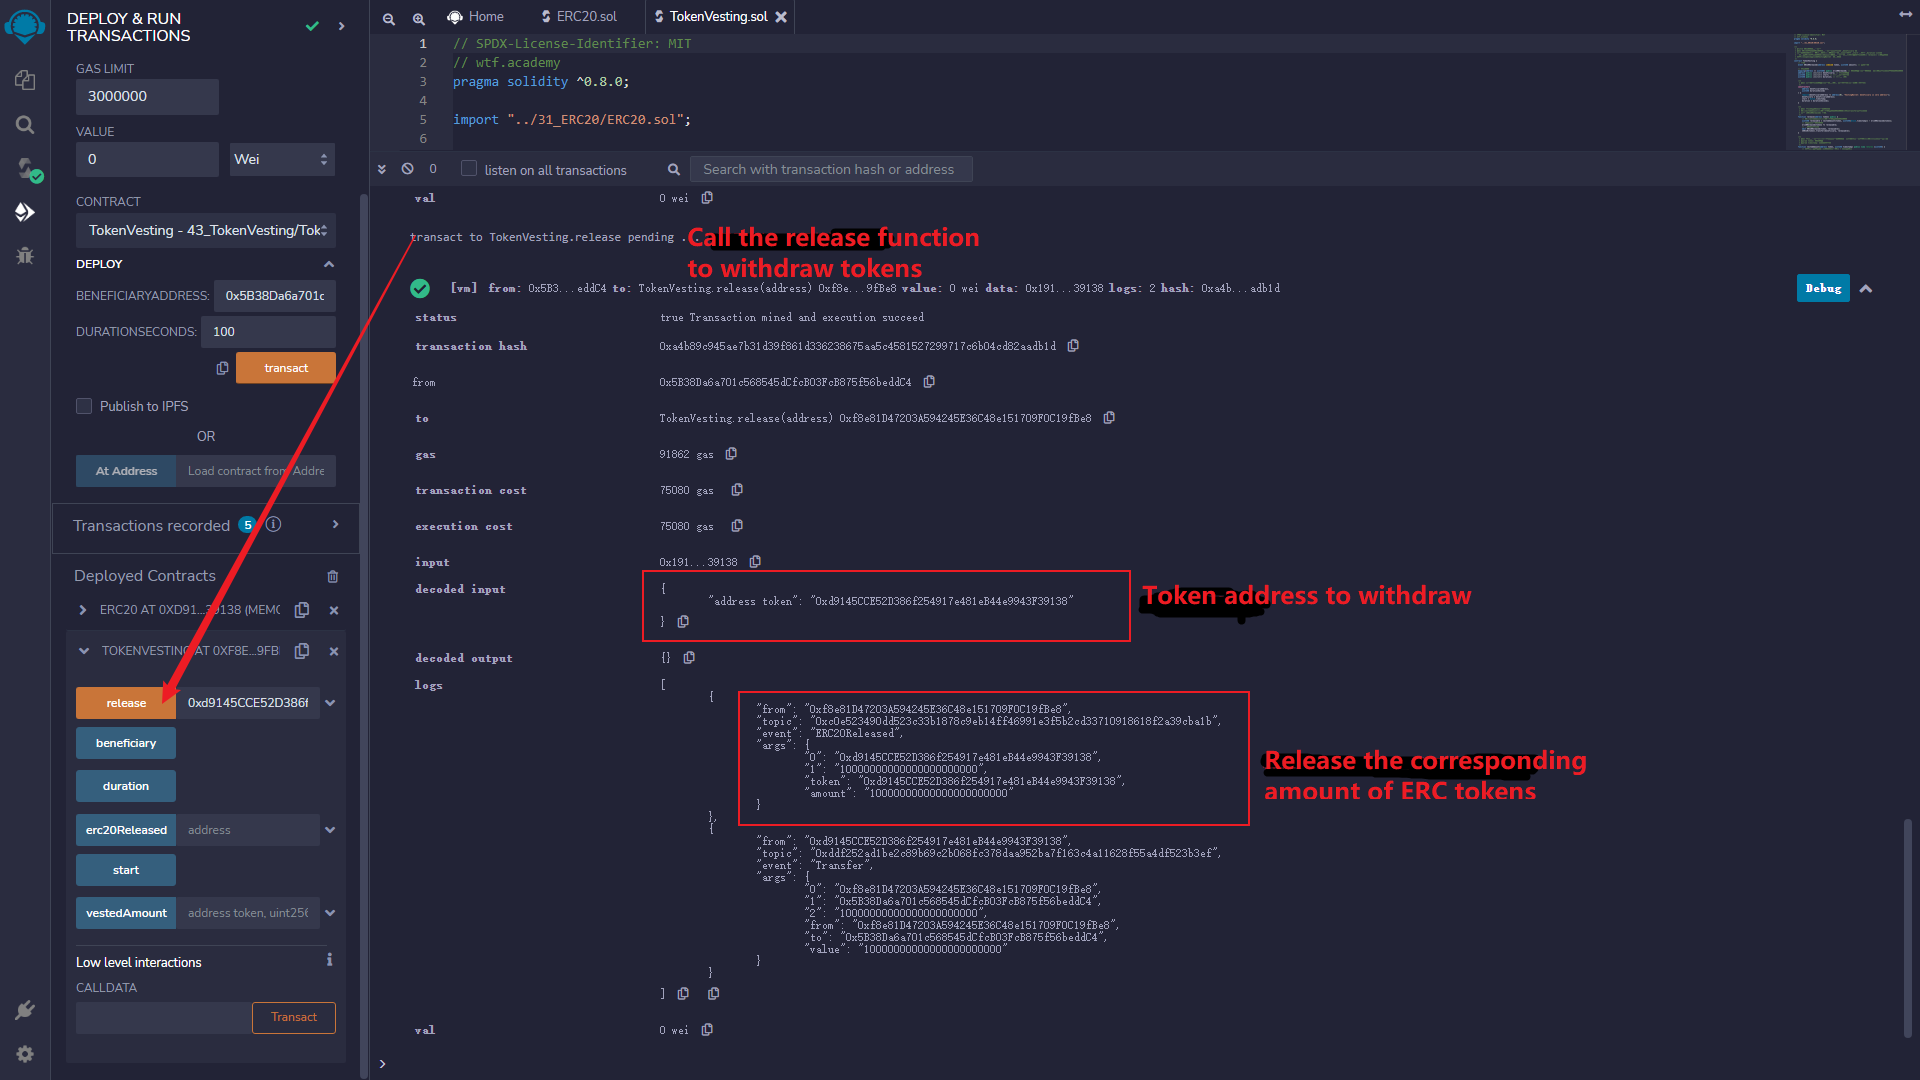 DEPLOY & RUN
TRANSACTIONS
GAS LIMIT
3000000
VALUE
0
Wei
CONTRACT
TokenVesting - 43_TokenVesting/Tok
DEPLOY
BENEFICIARYADDRESS: 0x5B38Da6a701c
DURATIONSECONDS: 100
transact
Publish to IPFS
OR
At Address Load contract from Addre
Transactions recorded 5
Deployed Contracts
ERC20 AT 0XD91...39138 (MEMO
TOKENVESTING AT 0XF8E...9FBI
release 0xd9145CCE52D386f
beneficiary
duration
erc20Released address
start
vestedAmount address token, uint256
Low level interactions
CALLDATA
Transact
Home
ERC20.sol
TokenVesting.sol
1 // SPDX-License-Identifier: MIT
2 // wtf.academy
3 pragma solidity ^0.8.0;
4
5 import "../31_ERC20/ERC20.sol";
6
0 listen on all transactions Search with transaction hash or address
val 0 wei
transact to TokenVesting.release pending ...
Call the release function
to withdraw tokens
[vm] from: 0x5B3...eddC4 to: TokenVesting.release(address) 0xf8e...9fBe8 value: 0 wei data: 0x191...39138 logs: 2 hash: 0xa4b...adb1d
Debug
status true Transaction mined and execution succeed
transaction hash 0xa4b89c945ae7b31d39f861d336238675aa5c4581527299717c6b04cd82aadb1d
from 0x5B38Da6a701c568545dCfcB03FcB875f56beddC4
to TokenVesting.release(address) 0xf8e81D47203A594245E36C48e151709F0C19fBe8
gas 91862 gas
transaction cost 75080 gas
execution cost 75080 gas
input 0x191...39138
decoded input {
"address token": "0xd9145CCE52D386f254917e481eB44e9943F39138"
}
Token address to withdraw
decoded output {}
logs [
{
"from": "0xf8e81D47203A594245E36C48e151709F0C19fBe8",
"topic": "0xc0e523490dd523c33b1878c9eb14ff46991e3f5b2cd33710918618f2a39cba1b",
"event": "ERC20Released",
"args": {
"0": "0xd9145CCE52D386f254917e481eB44e9943F39138",
"1": "10000000000000000000000",
"token": "0xd9145CCE52D386f254917e481eB44e9943F39138",
"amount": "10000000000000000000000"
}
Release the corresponding
amount of ERC tokens
},
{
"from": "0xd9145CCE52D386f254917e481eB44e9943F39138",
"topic": "0xddf252ad1be2c89b69c2b068fc378daa952ba7f163c4a11628f55a4df523b3ef",
"event": "Transfer",
"args": {
"0": "0xf8e81D47203A594245E36C48e151709F0C19fBe8",
"1": "0x5B38Da6a701c568545dCfcB03FcB875f56beddC4",
"2": "10000000000000000000000",
"from": "0xf8e81D47203A594245E36C48e151709F0C19fBe8",
"to": "0x5B38Da6a701c568545dCfcB03FcB875f56beddC4",
"value": "10000000000000000000000"
}
}
]
val 0 wei
>